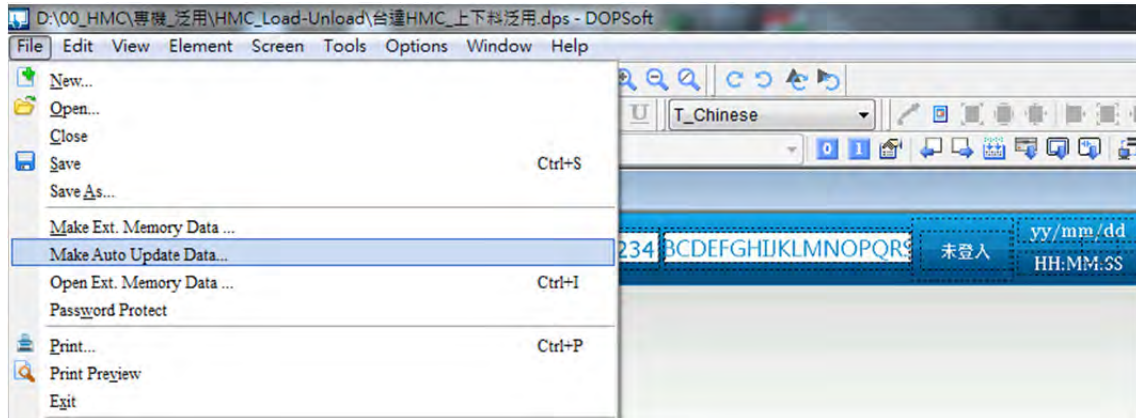 D:\00_HMC\專機_泛用\HMC_Load-Unload\台達HMC_上下料泛用.dps - DOPSoft
File Edit View Element Screen Tools Options Window Help
New...
Open...
U T_Chinese
Close
0 1
Save Ctrl+S
Save As...
Make Ext. Memory Data ...
Make Auto Update Data...
234 BCDEFGHIJKLMNOPQRS 未登入 yy/mm/dd
HH:MM:SS
Open Ext. Memory Data ... Ctrl+I
Password Protect
Print... Ctrl+P
Print Preview
Exit